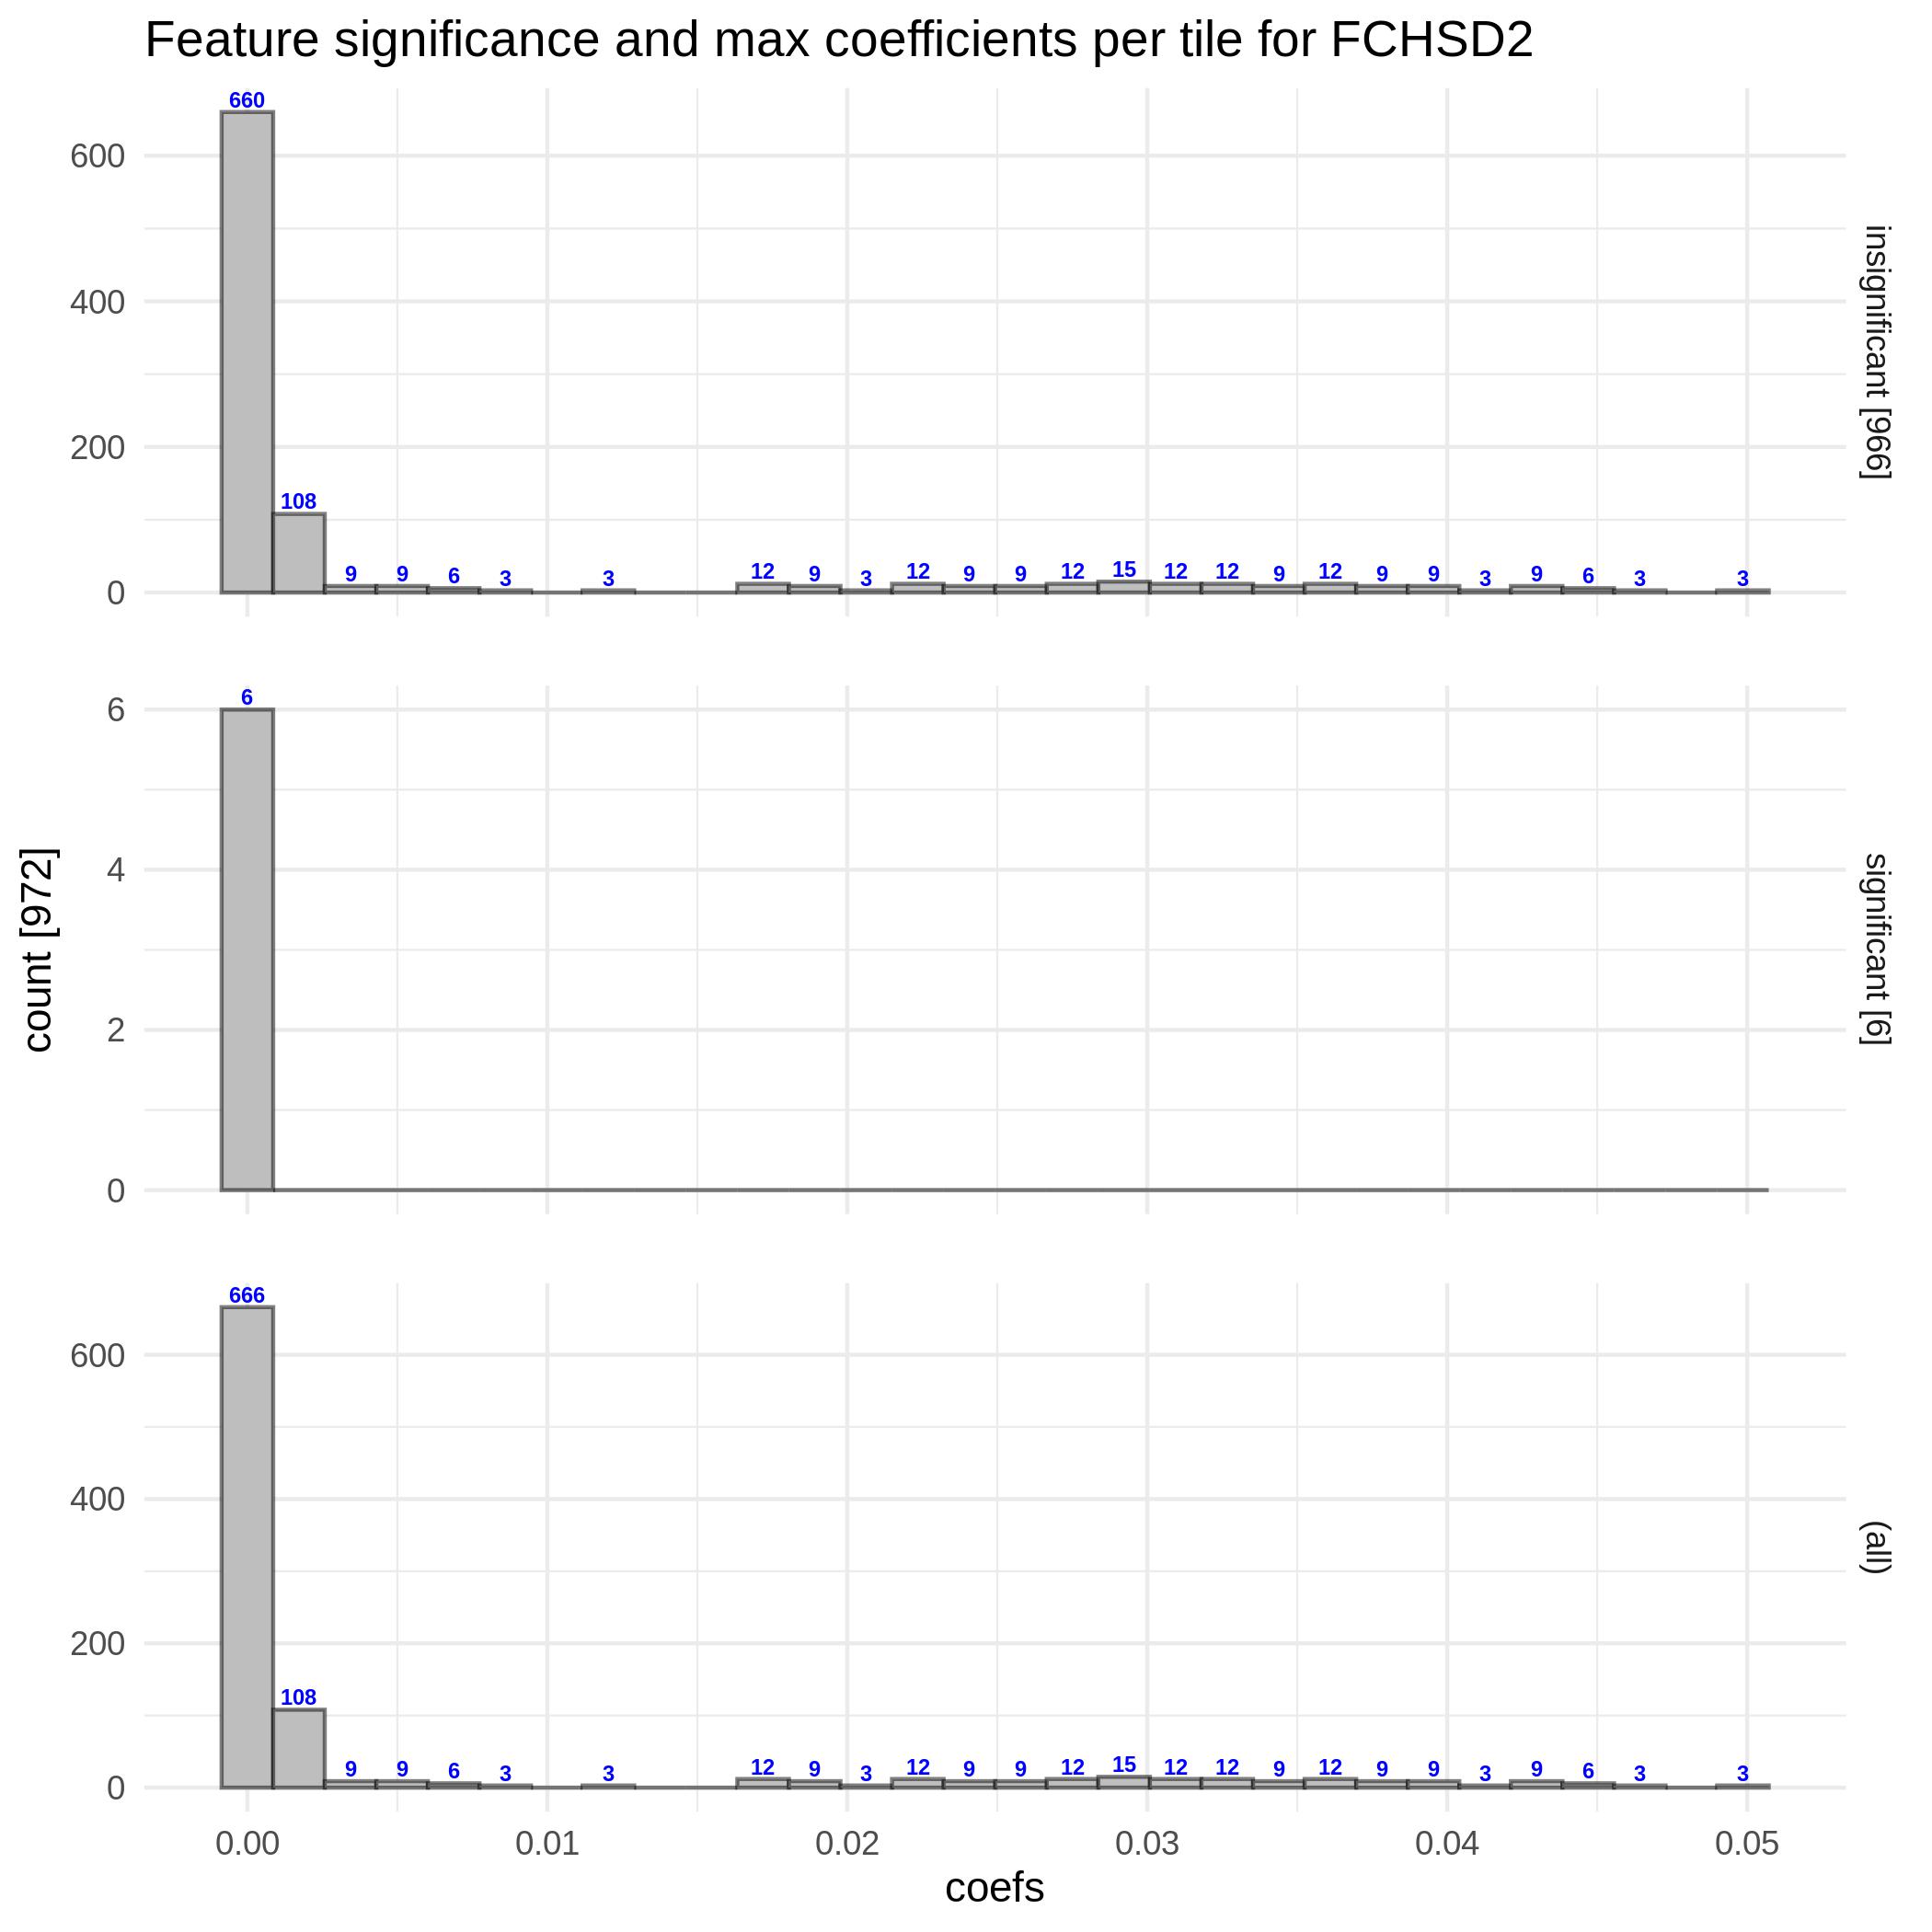 Feature significance and max coefficients per tile for FCHSD2
660
600
400
200
108
9 9 6 3 3 12 9 3 12 9 9 12 15 12 12 9 12 9 9 3 9 6 3 3
0
insignificant [966]
6
6
4
2
0
significant [6]
count [972]
666
600
400
200
108
9 9 6 3 3 12 9 3 12 9 9 12 15 12 12 9 12 9 9 3 9 6 3 3
0
(all)
0.00 0.01 0.02 0.03 0.04 0.05
coefs